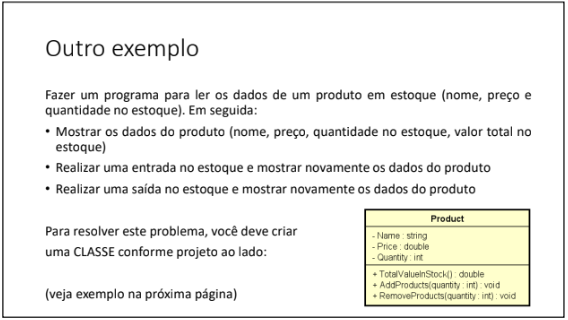 Outro exemplo
Fazer um programa para ler os dados de um produto em estoque (nome, preço e
quantidade no estoque). Em seguida:
• Mostrar os dados do produto (nome, preço, quantidade no estoque, valor total no
estoque)
• Realizar uma entrada no estoque e mostrar novamente os dados do produto
• Realizar uma saída no estoque e mostrar novamente os dados do produto
Para resolver este problema, você deve criar
uma CLASSE conforme projeto ao lado:
(veja exemplo na próxima página)
Product
- Name : string
- Price : double
- Quantity : int
+ TotalValueInStock() : double
+ AddProducts(quantity : int) : void
+ RemoveProducts(quantity : int) : void